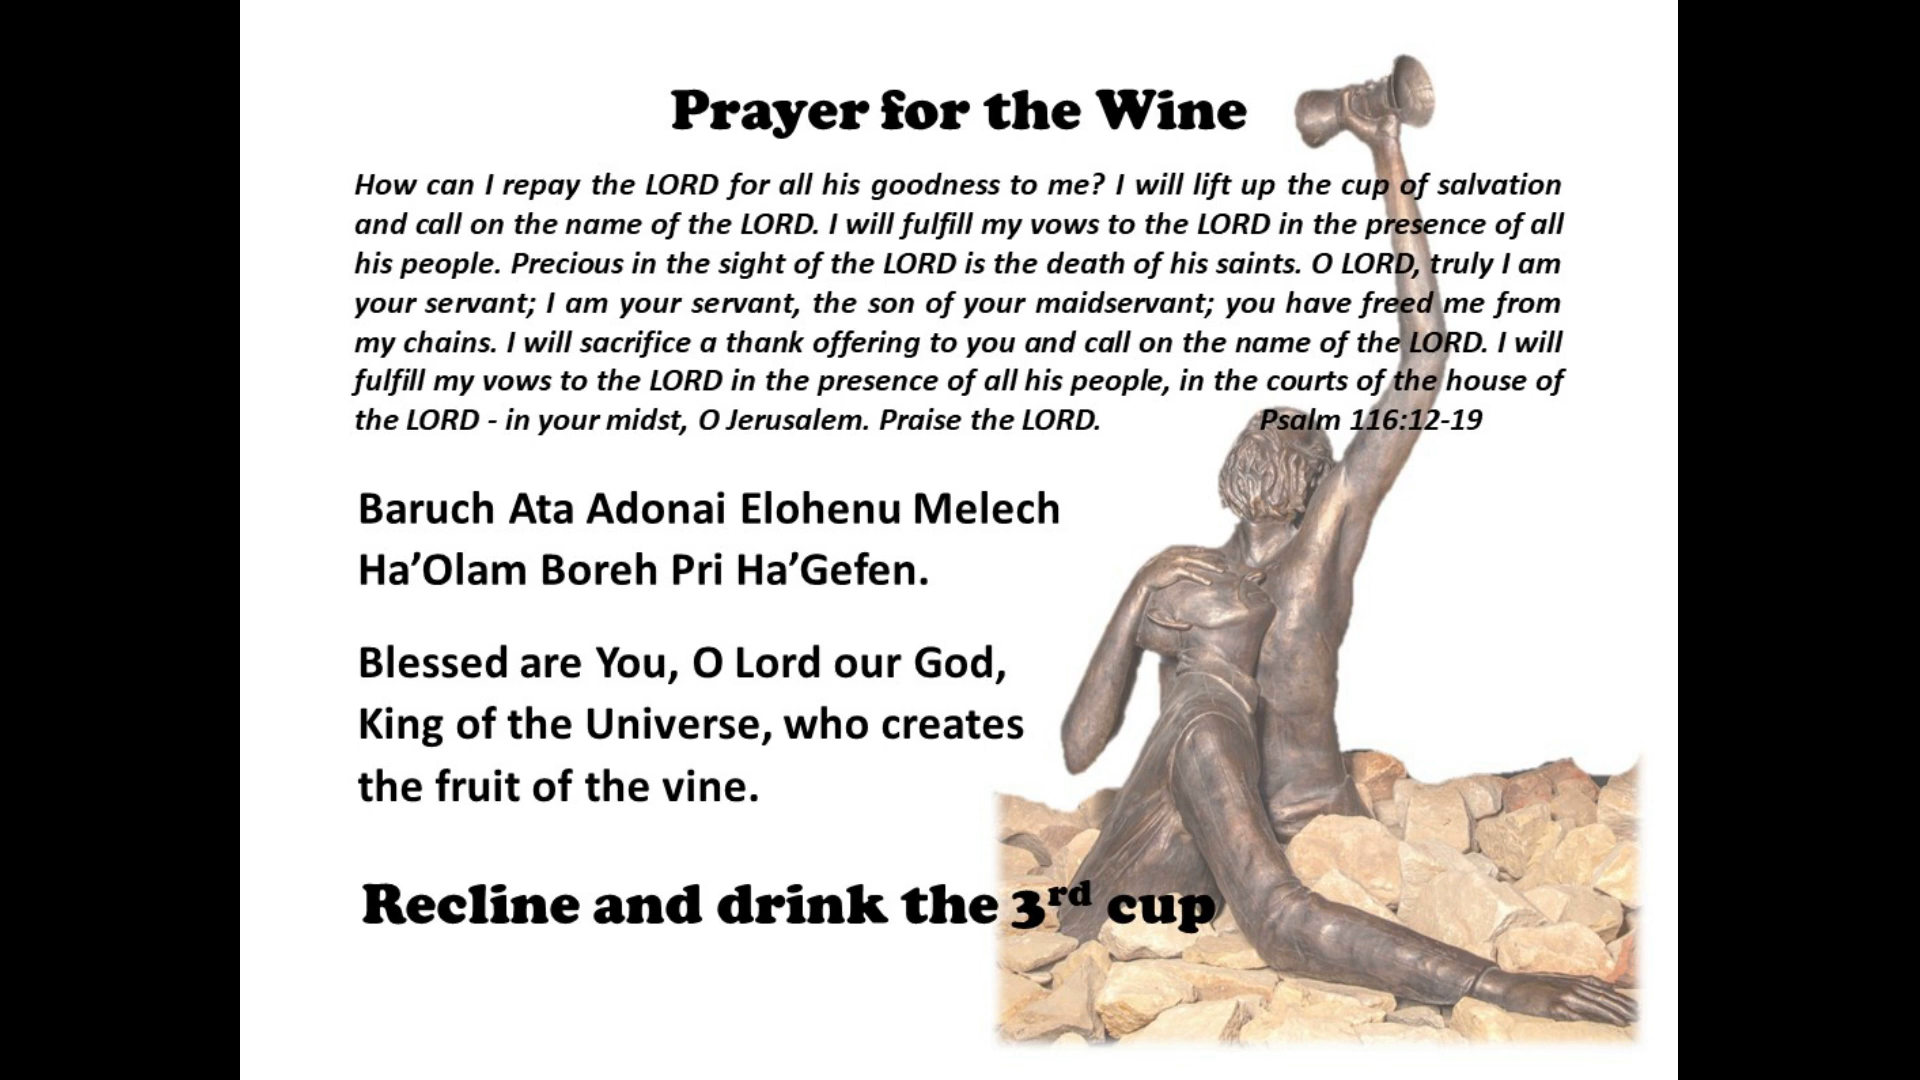 Prayer for the Wine
How can I repay the LORD for all his goodness to me? I will lift up the cup of salvation
and call on the name of the LORD. I will fulfill my vows to the LORD in the presence of all
his people. Precious in the sight of the LORD is the death of his saints. O LORD, truly I am
your servant; I am your servant, the son of your maidservant; you have freed me from
my chains. I will sacrifice a thank offering to you and call on the name of the LORD. I will
fulfill my vows to the LORD in the presence of all his people, in the courts of the house of
the LORD - in your midst, O Jerusalem. Praise the LORD. Psalm 116:12-19
Baruch Ata Adonai Elohenu Melech
Ha’Olam Boreh Pri Ha’Gefen.
Blessed are You, O Lord our God,
King of the Universe, who creates
the fruit of the vine.
Recline and drink the 3rd cup